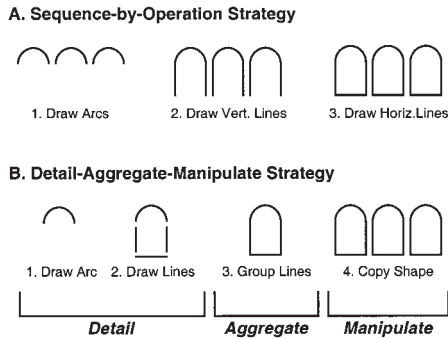 A. Sequence-by-Operation Strategy
1. Draw Arcs
2. Draw Vert. Lines
3. Draw Horiz.Lines
B. Detail-Aggregate-Manipulate Strategy
1. Draw Arc
2. Draw Lines
3. Group Lines
4. Copy Shape
Detail
Aggregate
Manipulate